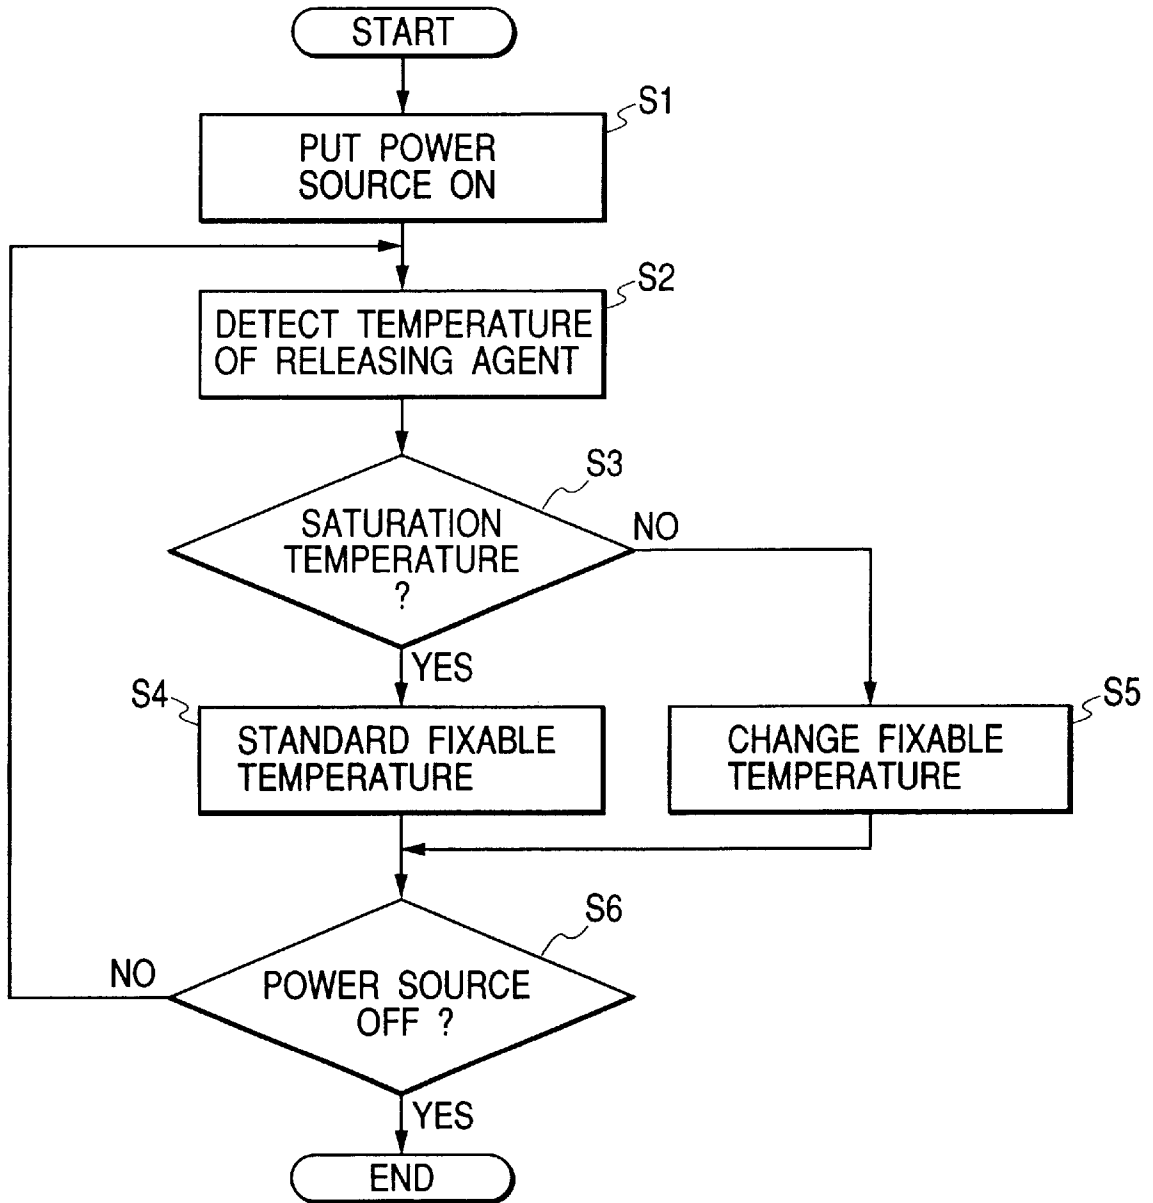 START
S1
PUT POWER
SOURCE ON
S2
DETECT TEMPERATURE
OF RELEASING AGENT
S3
SATURATION
TEMPERATURE
?
NO
YES
S4
STANDARD FIXABLE
TEMPERATURE
S5
CHANGE FIXABLE
TEMPERATURE
S6
POWER SOURCE
OFF ?
NO
YES
END